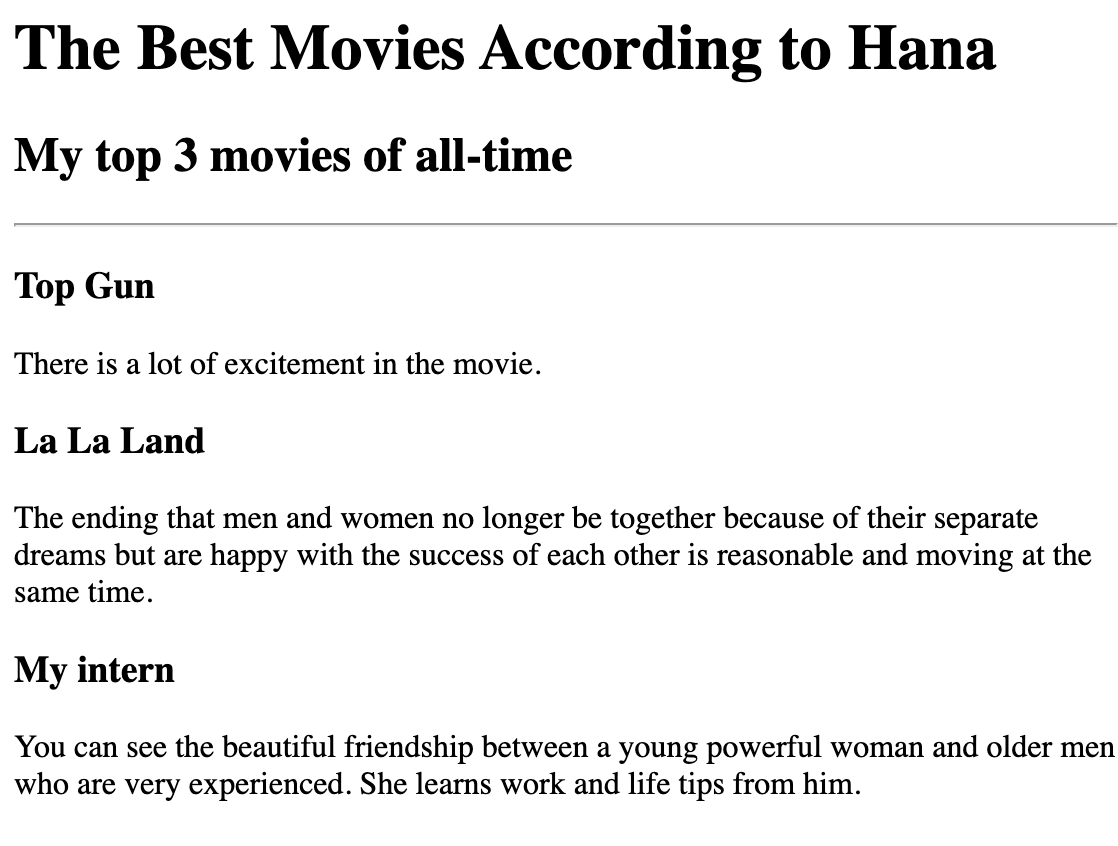 The Best Movies According to Hana
My top 3 movies of all-time
Top Gun
There is a lot of excitement in the movie.
La La Land
The ending that men and women no longer be together because of their separate
dreams but are happy with the success of each other is reasonable and moving at the
same time.
My intern
You can see the beautiful friendship between a young powerful woman and older men
who are very experienced. She learns work and life tips from him.